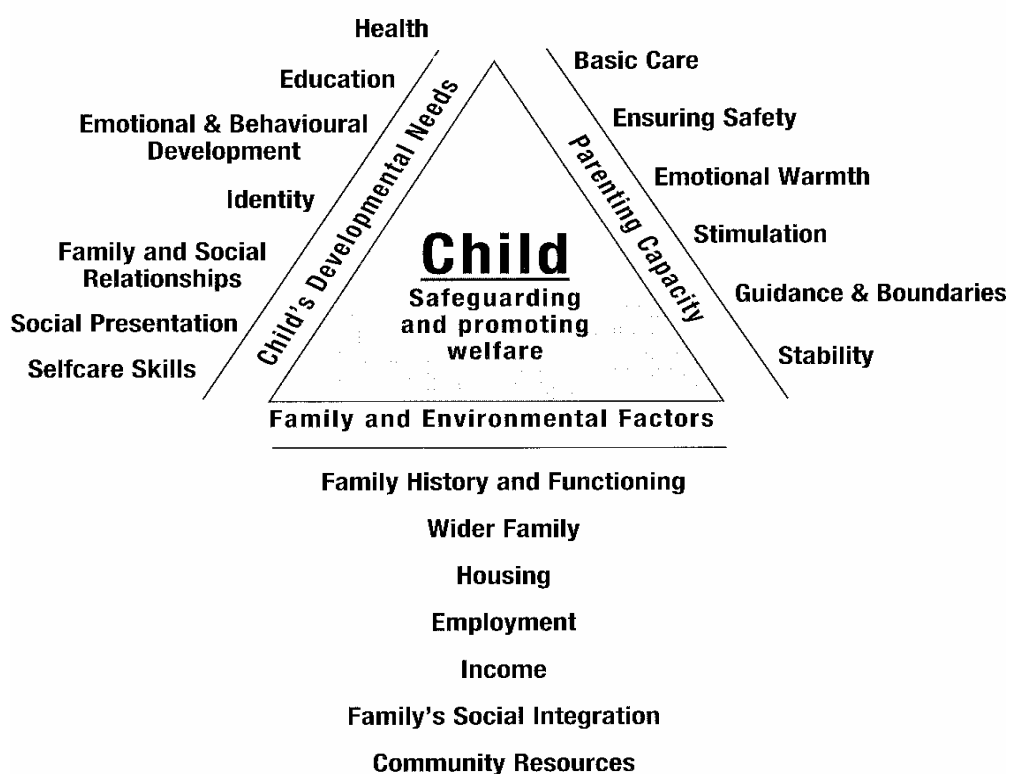 Health
Education
Emotional & Behavioural
Development
Identity
Family and Social
Relationships
Social Presentation
Selfcare Skills
Child's Developmental Needs
Basic Care
Ensuring Safety
Emotional Warmth
Stimulation
Guidance & Boundaries
Stability
Parenting Capacity
Child
Safeguarding
and promoting
welfare
Family and Environmental Factors
Family History and Functioning
Wider Family
Housing
Employment
Income
Family's Social Integration
Community Resources